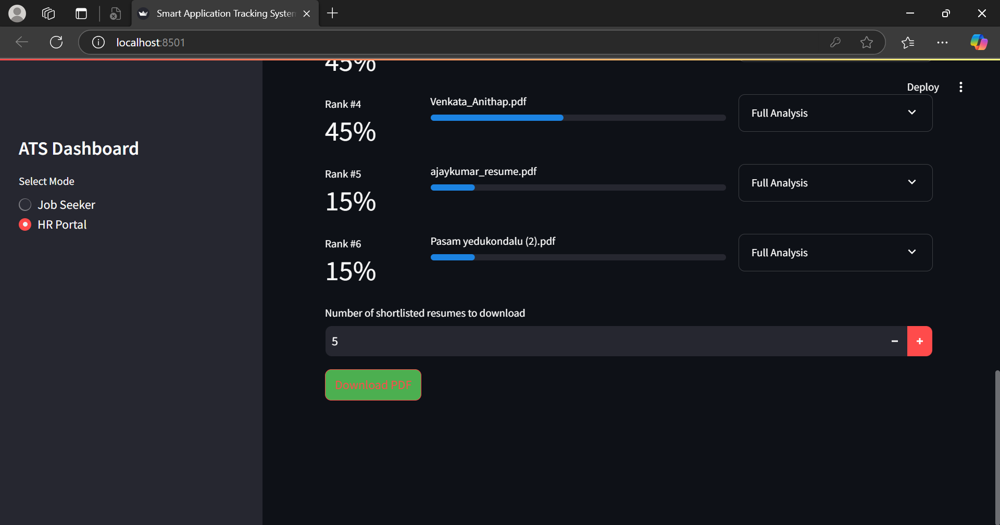 Smart Application Tracking System
localhost:8501
45%
Deploy
Rank #4
Venkata_Anithap.pdf
Full Analysis
45%
ATS Dashboard
Select Mode
Job Seeker
HR Portal
Rank #5
ajaykumar_resume.pdf
Full Analysis
15%
Rank #6
Pasam yedukondalu (2).pdf
Full Analysis
15%
Number of shortlisted resumes to download
5
Download PDF